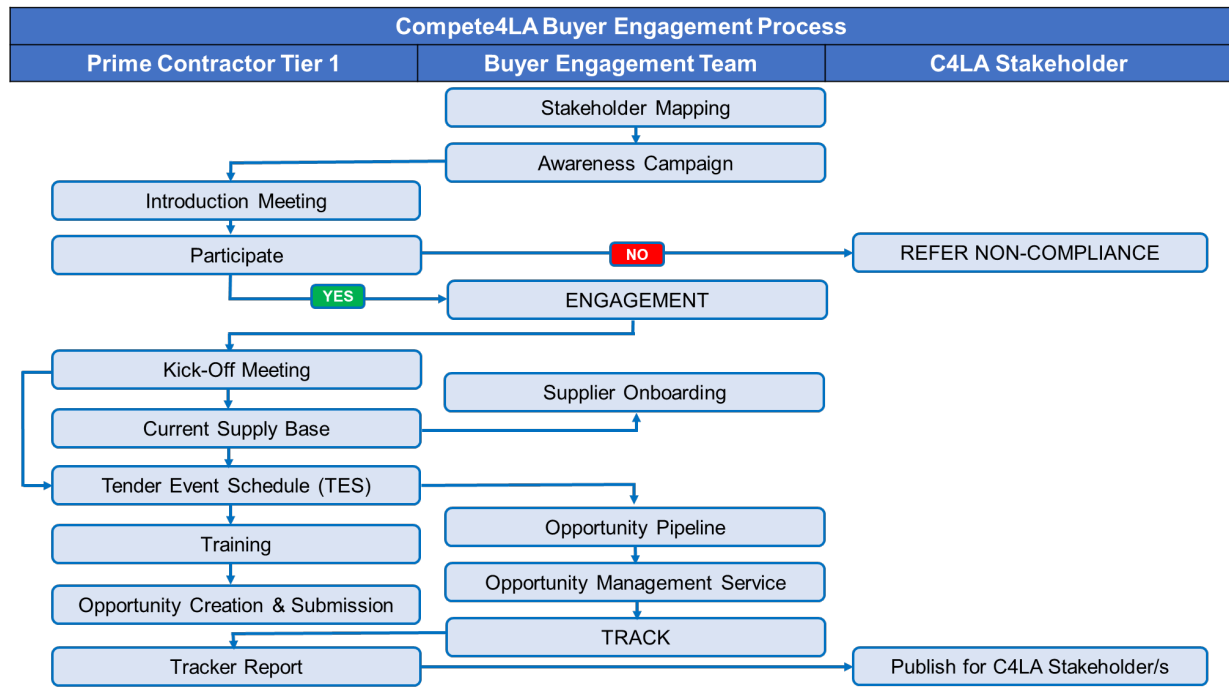 Compete4LA Buyer Engagement Process
Prime Contractor Tier 1
Buyer Engagement Team
C4LA Stakeholder
Stakeholder Mapping
Awareness Campaign
Introduction Meeting
Participate
NO
REFER NON-COMPLIANCE
YES
ENGAGEMENT
Kick-Off Meeting
Supplier Onboarding
Current Supply Base
Tender Event Schedule (TES)
Opportunity Pipeline
Training
Opportunity Management Service
Opportunity Creation & Submission
TRACK
Tracker Report
Publish for C4LA Stakeholder/s